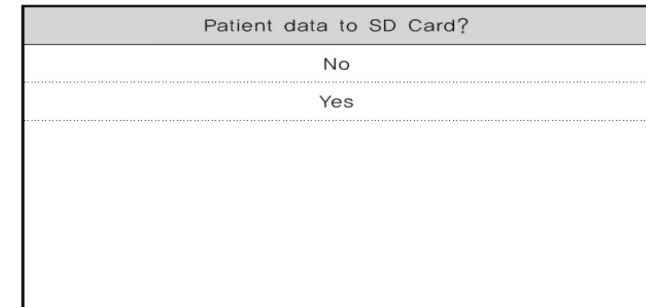 Patient data to SD Card?
No
Yes